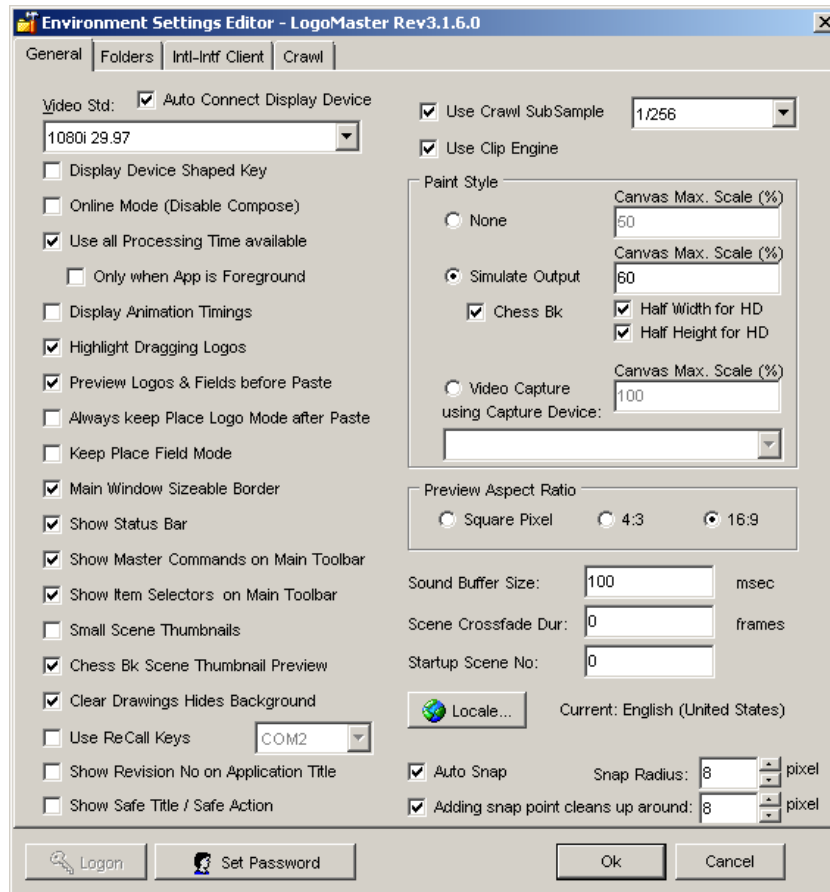 Environment Settings Editor - LogoMaster Rev3.1.6.0
General Folders Intl-Intf Client Crawl
Video Std: Auto Connect Display Device
1080i 29.97
Display Device Shaped Key
Online Mode (Disable Compose)
Use all Processing Time available
Only when App is Foreground
Display Animation Timings
Highlight Dragging Logos
Preview Logos & Fields before Paste
Always keep Place Logo Mode after Paste
Keep Place Field Mode
Main Window Sizeable Border
Show Status Bar
Show Master Commands on Main Toolbar
Show Item Selectors on Main Toolbar
Small Scene Thumbnails
Chess Bk Scene Thumbnail Preview
Clear Drawings Hides Background
Use ReCall Keys COM2
Show Revision No on Application Title
Show Safe Title / Safe Action
Use Crawl SubSample 1/256
Use Clip Engine
Paint Style
Canvas Max. Scale (%)
None 50
Canvas Max. Scale (%)
Simulate Output 60
Chess Bk Half Width for HD
Half Height for HD
Canvas Max. Scale (%)
Video Capture 100
using Capture Device:
Preview Aspect Ratio
Square Pixel 4:3 16:9
Sound Buffer Size: 100 msec
Scene Crossfade Dur: 0 frames
Startup Scene No: 0
Locale... Current: English (United States)
Auto Snap Snap Radius: 8 pixel
Adding snap point cleans up around: 8 pixel
Logon Set Password Ok Cancel